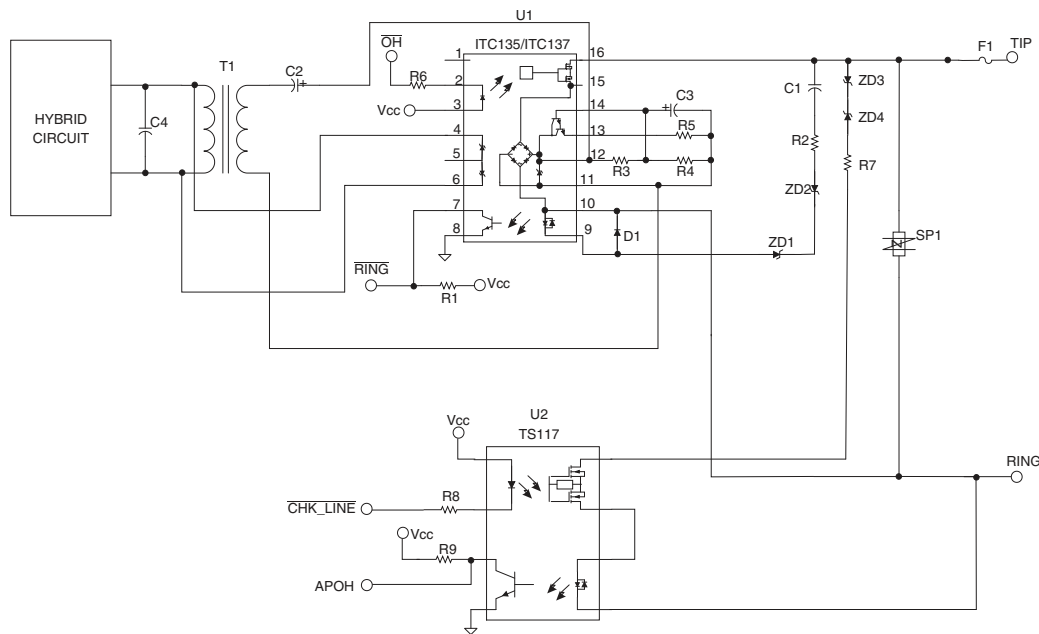 U1
ITC135/ITC137
OH
R6
Vcc
1
2
3
4
5
6
7
8
16
15
14
13
12
11
10
9
HYBRID
CIRCUIT
C4
T1
C2
+
+
C3
R5
R3
R4
D1
ZD1
C1
R2
ZD2
ZD3
ZD4
R7
F1
TIP
SP1
RING
R1
Vcc
RING
U2
TS117
Vcc
CHK_LINE
R8
Vcc
R9
APOH